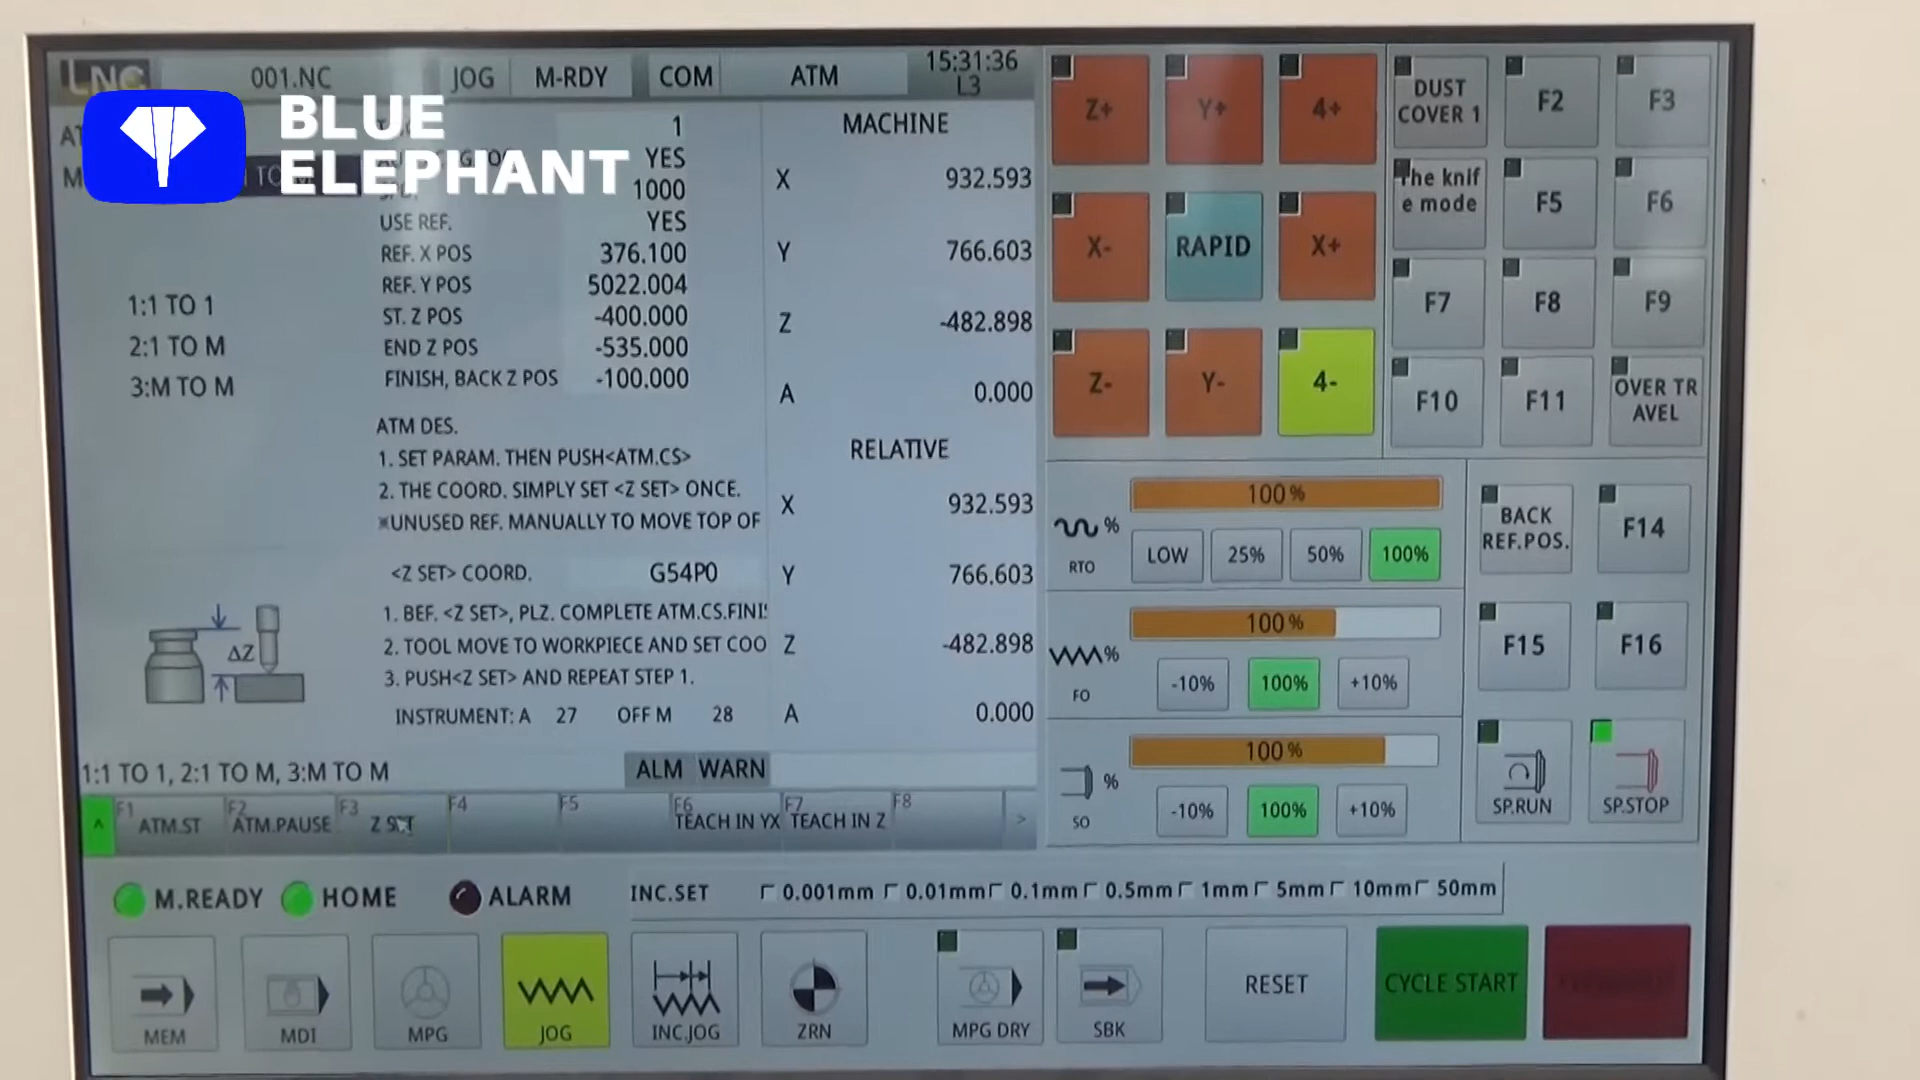 LNC 001.NC JOG M-RDY COM ATM 15:31:36
L3
BLUE
ELEPHANT
1
YES
1000
USE REF. YES
REF. X POS 376.100
REF. Y POS 5022.004
ST. Z POS -400.000
END Z POS -535.000
FINISH, BACK Z POS -100.000
1:1 TO 1
2:1 TO M
3:M TO M
ATM DES.
1. SET PARAM. THEN PUSH<ATM.CS>
2. THE COORD. SIMPLY SET <Z SET> ONCE.
※UNUSED REF. MANUALLY TO MOVE TOP OF
<Z SET> COORD. G54P0
1. BEF. <Z SET>, PLZ. COMPLETE ATM.CS.FINI
2. TOOL MOVE TO WORKPIECE AND SET COO
3. PUSH<Z SET> AND REPEAT STEP 1.
INSTRUMENT: A 27 OFF M 28
ΔZ
MACHINE
X 932.593
Y 766.603
Z -482.898
A 0.000
RELATIVE
X 932.593
Y 766.603
Z -482.898
A 0.000
1:1 TO 1, 2:1 TO M, 3:M TO M ALM WARN
^ F1 ATM.ST F2 ATM.PAUSE F3 Z SET F4 F5 F6 TEACH IN YX F7 TEACH IN Z F8 >
Z+ Y+ 4+
X- RAPID X+
Z- Y- 4-
DUST
COVER 1
F2 F3
The knif
e mode
F5 F6
F7 F8 F9
F10 F11
OVER TR
AVEL
100%
%
RTO
LOW 25% 50% 100%
100%
%
FO
-10% 100% +10%
100%
%
SO
-10% 100% +10%
BACK
REF.POS.
F14
F15 F16
SP.RUN SP.STOP
M.READY HOME ALARM INC.SET 0.001mm 0.01mm 0.1mm 0.5mm 1mm 5mm 10mm 50mm
MEM MDI MPG JOG INC.JOG ZRN MPG DRY SBK RESET CYCLE START